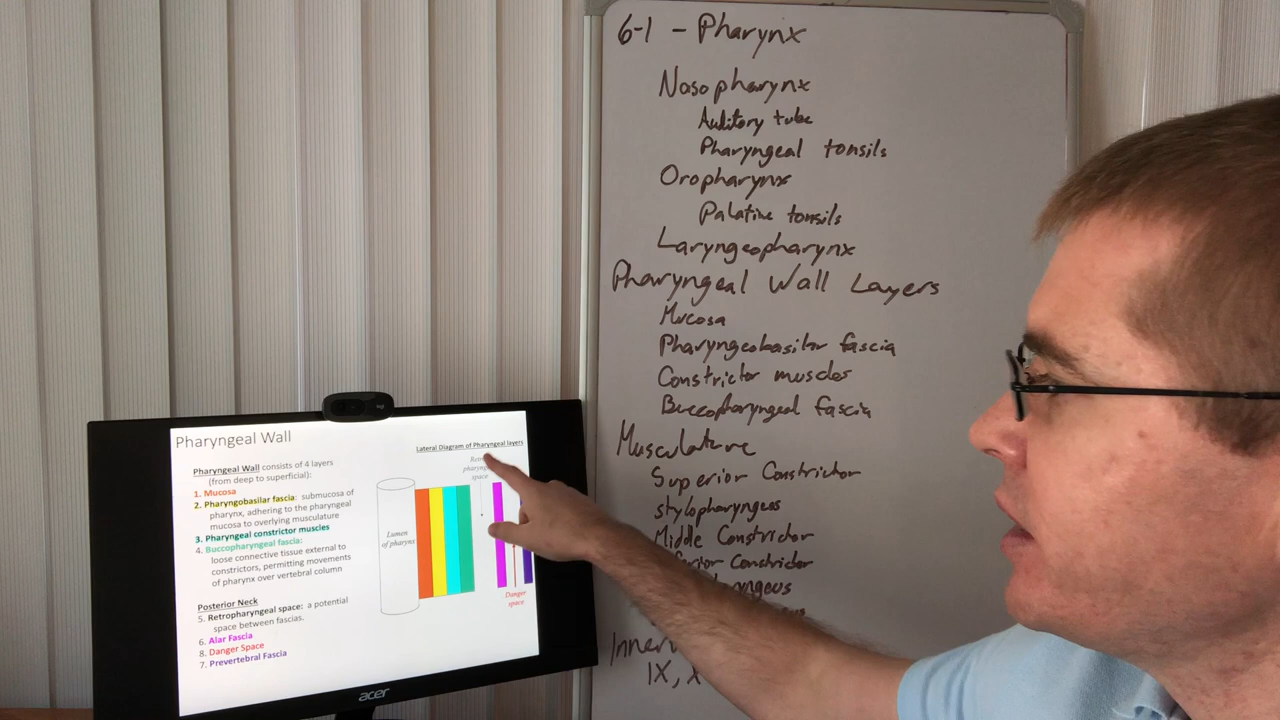 6-1 - Pharynx
Nasopharynx
Auditory tube
Pharyngeal tonsils
Oropharynx
Palatine tonsils
Laryngeopharynx
Pharyngeal Wall Layers
Mucosa
Pharyngeobasilar fascia
Constrictor muscles
Buccopharyngeal fascia
Musculature
Superior Constrictor
Stylopharyngeus
Middle Constrictor
Constrictor
IX, X
Pharyngeal Wall
Pharyngeal Wall consists of 4 layers
(from deep to superficial):
1. Mucosa
2. Pharyngobasilar fascia: submucosa of
pharynx, adhering to the pharyngeal
mucosa to overlying musculature
3. Pharyngeal constrictor muscles
4. Buccopharyngeal fascia:
loose connective tissue external to
constrictors, permitting movements
of pharynx over vertebral column
Posterior Neck
5. Retropharyngeal space: a potential
space between fascias.
6. Alar Fascia
8. Danger Space
7. Prevertebral Fascia
Lateral Diagram of Pharyngeal layers
space
Lumen
of pharynx
Danger
space
acer